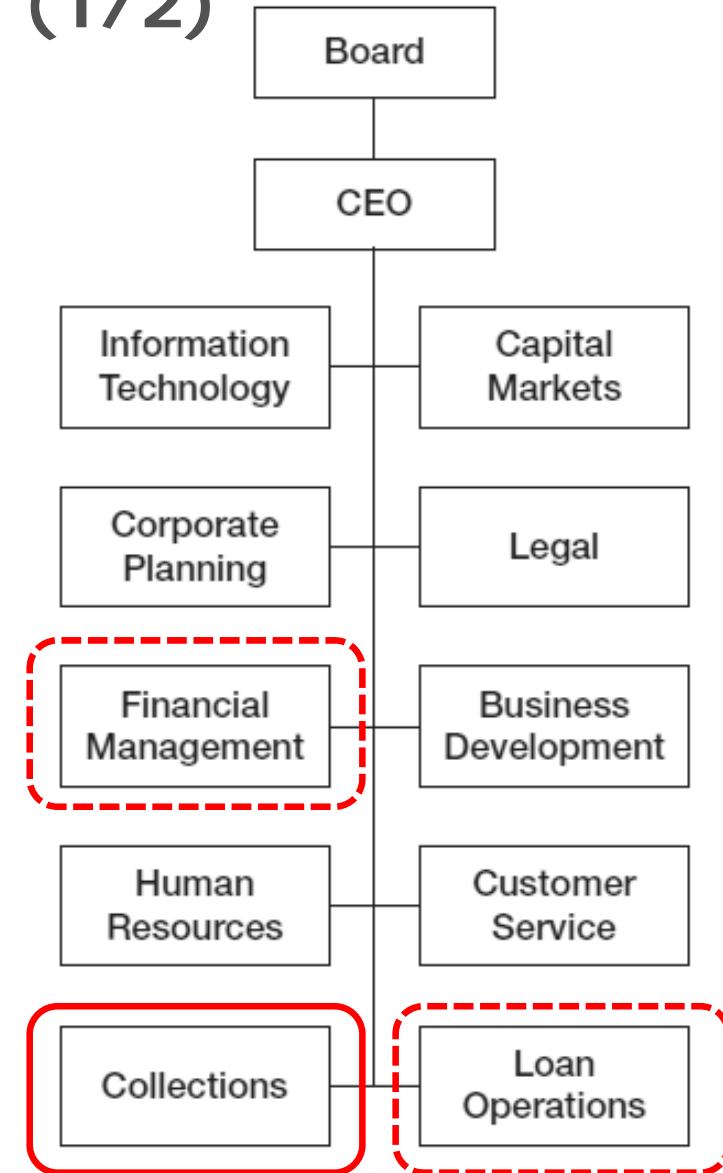 (1/2)
Board
CEO
Information
Technology
Capital
Markets
Corporate
Planning
Legal
Financial
Management
Business
Development
Human
Resources
Customer
Service
Collections
Loan
Operations